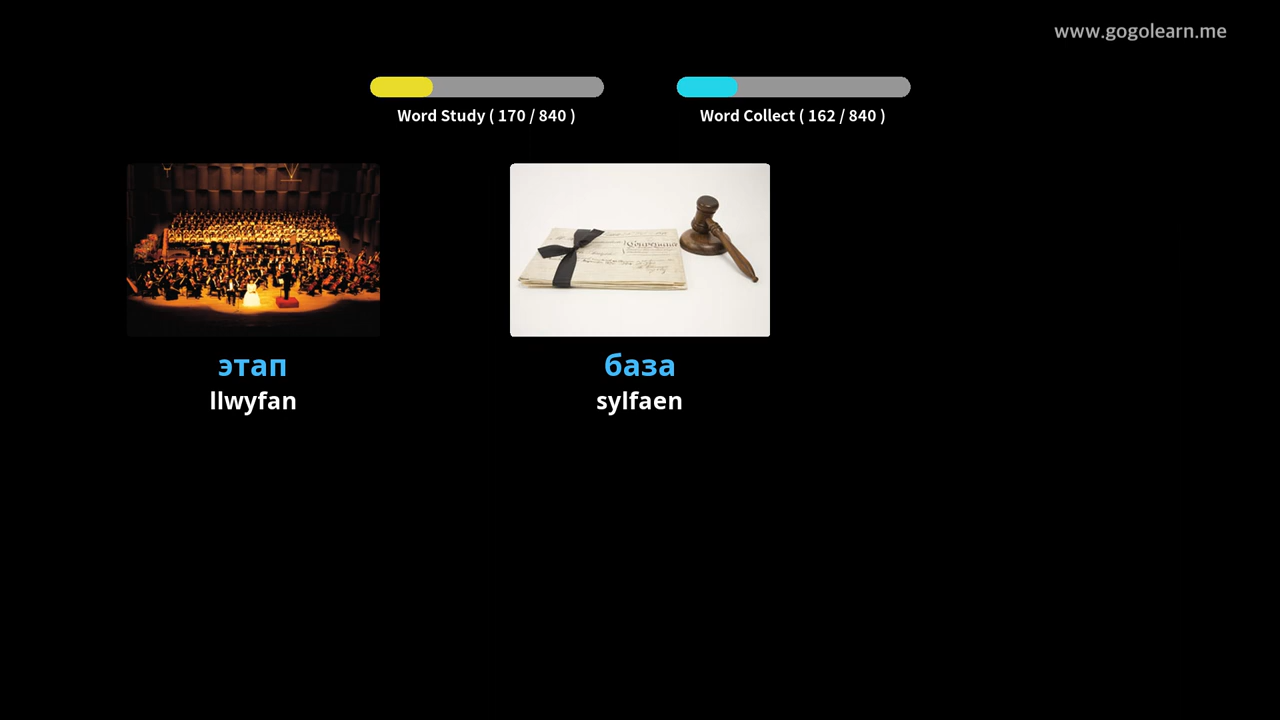 www.gogolearn.me
Word Study ( 170 / 840 )
Word Collect ( 162 / 840 )
этап
llwyfan
база
sylfaen